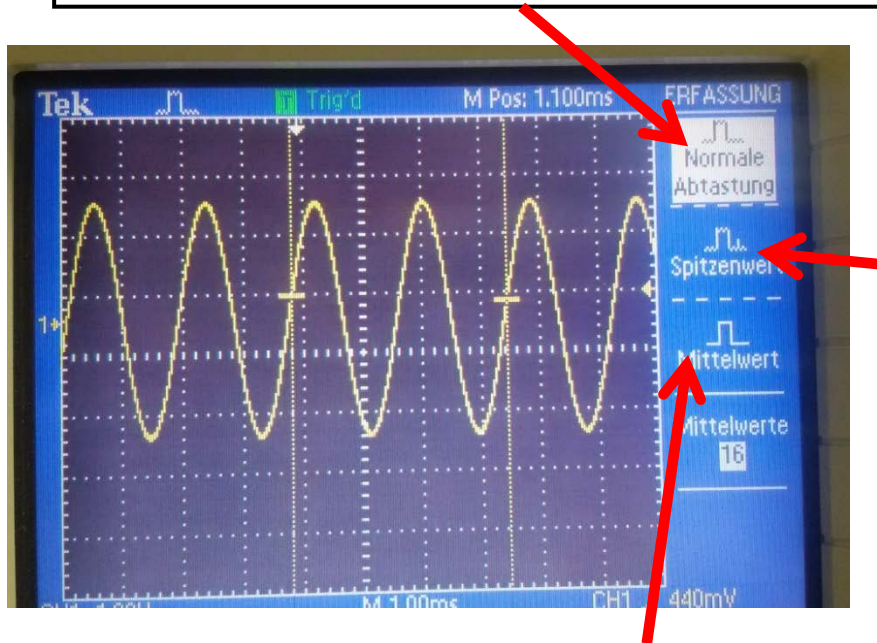 Tek Trig'd M Pos: 1.100ms ERFASSUNG
Normale
Abtastung
Spitzenwert
1
Mittelwert
Mittelwerte
16
M 1.00ms CH1 440mV